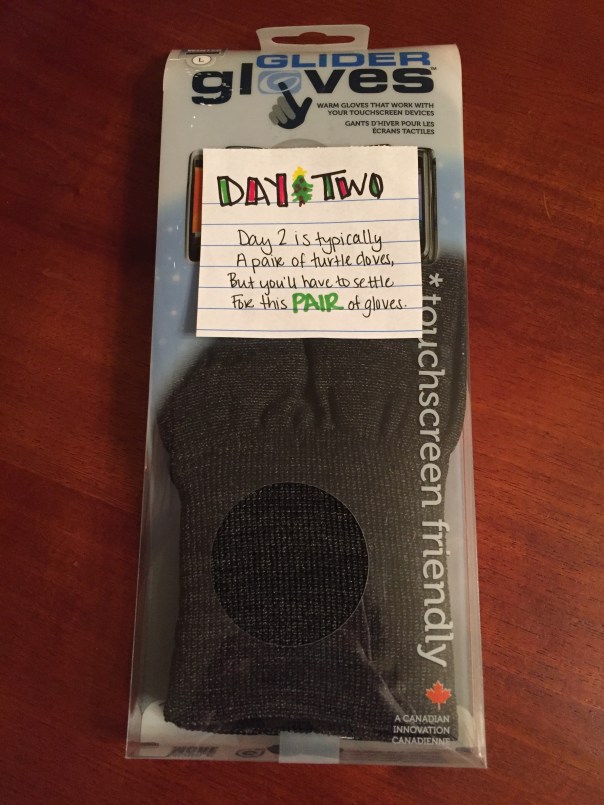 L
GLIDER
gloves™
WARM GLOVES THAT WORK WITH
YOUR TOUCHSCREEN DEVICES
GANTS D'HIVER POUR LES
ÉCRANS TACTILES
DAY TWO
Day 2 is typically
A pair of turtle doves,
But you'll have to settle
For this PAIR of gloves.
* touchscreen friendly
A CANADIAN
INNOVATION
CANADIENNE